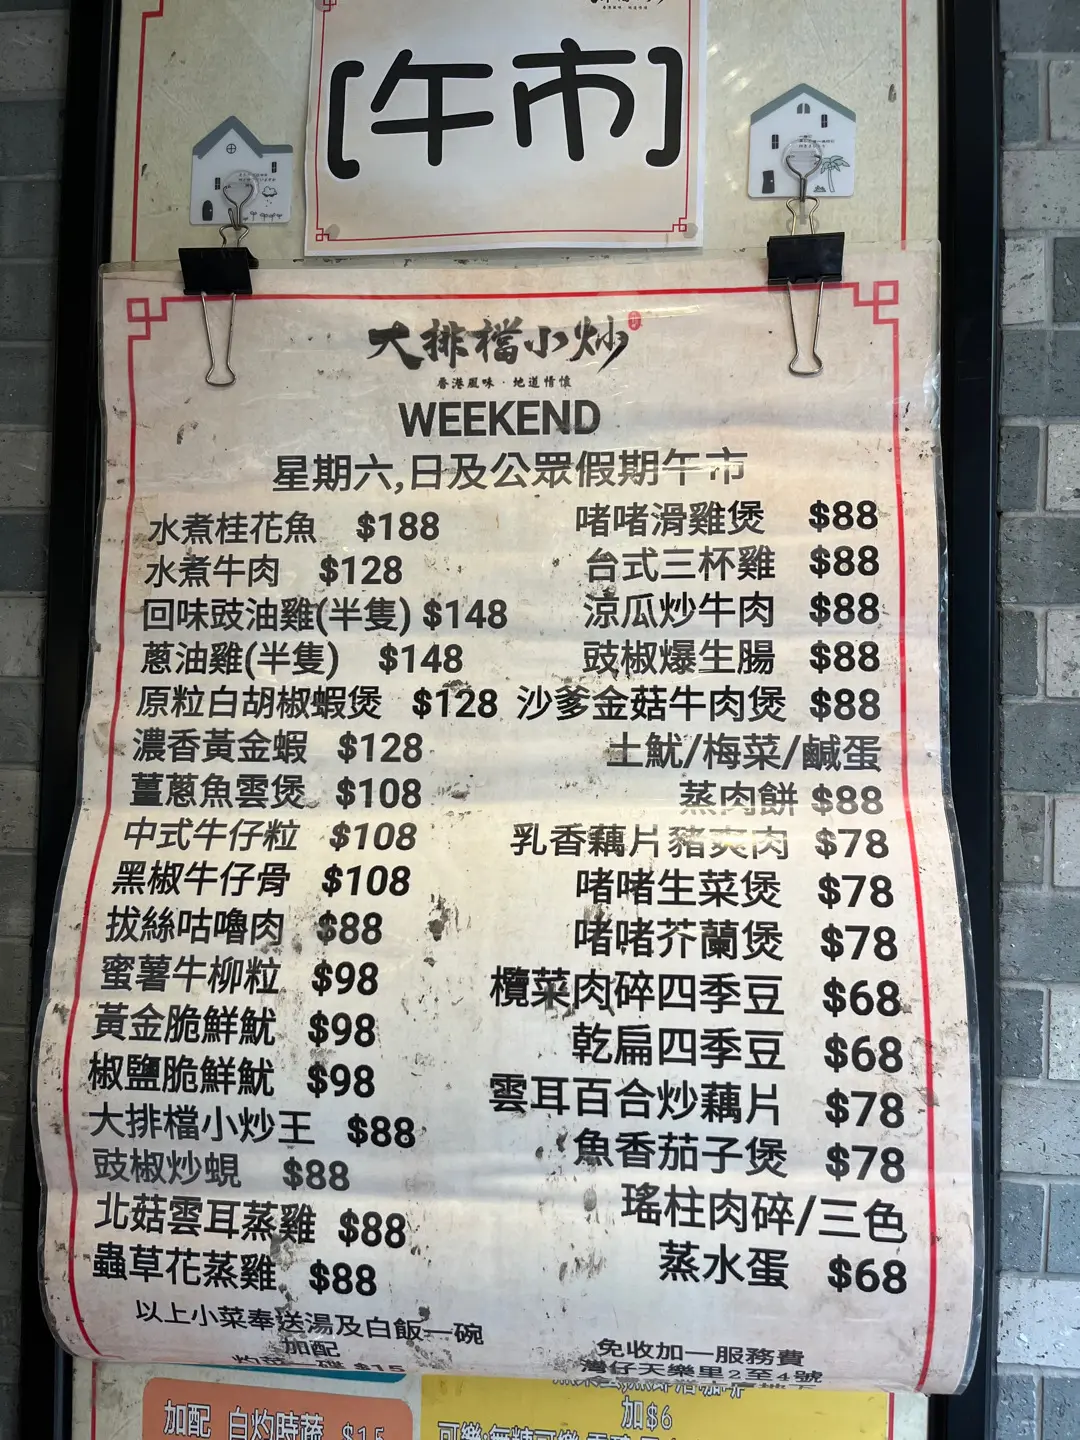 [午市]
大排檔小炒
香港風味·地道情懷
WEEKEND
星期六,日及公眾假期午市
水煮桂花魚 $188
水煮牛肉 $128
回味豉油雞(半隻) $148
蔥油雞(半隻) $148
原粒白胡椒蝦煲 $128
濃香黃金蝦 $128
薑蔥魚雲煲 $108
中式牛仔粒 $108
黑椒牛仔骨 $108
拔絲咕嚕肉 $88
蜜薯牛柳粒 $98
黃金脆鮮魷 $98
椒鹽脆鮮魷 $98
大排檔小炒王 $88
豉椒炒蜆 $88
北菇雲耳蒸雞 $88
蟲草花蒸雞 $88
以上小菜奉送湯及白飯一碗
加配
灼菜一碟 $15
啫啫滑雞煲 $88
台式三杯雞 $88
涼瓜炒牛肉 $88
豉椒爆生腸 $88
沙爹金菇牛肉煲 $88
土魷/梅菜/鹹蛋
蒸肉餅 $88
乳香藕片豬爽肉 $78
啫啫生菜煲 $78
啫啫芥蘭煲 $78
欖菜肉碎四季豆 $68
乾扁四季豆 $68
雲耳百合炒藕片 $78
魚香茄子煲 $78
瑤柱肉碎/三色
蒸水蛋 $68
免收加一服務費
灣仔天樂里2至4號
加配 白灼時蔬 $15
加$6